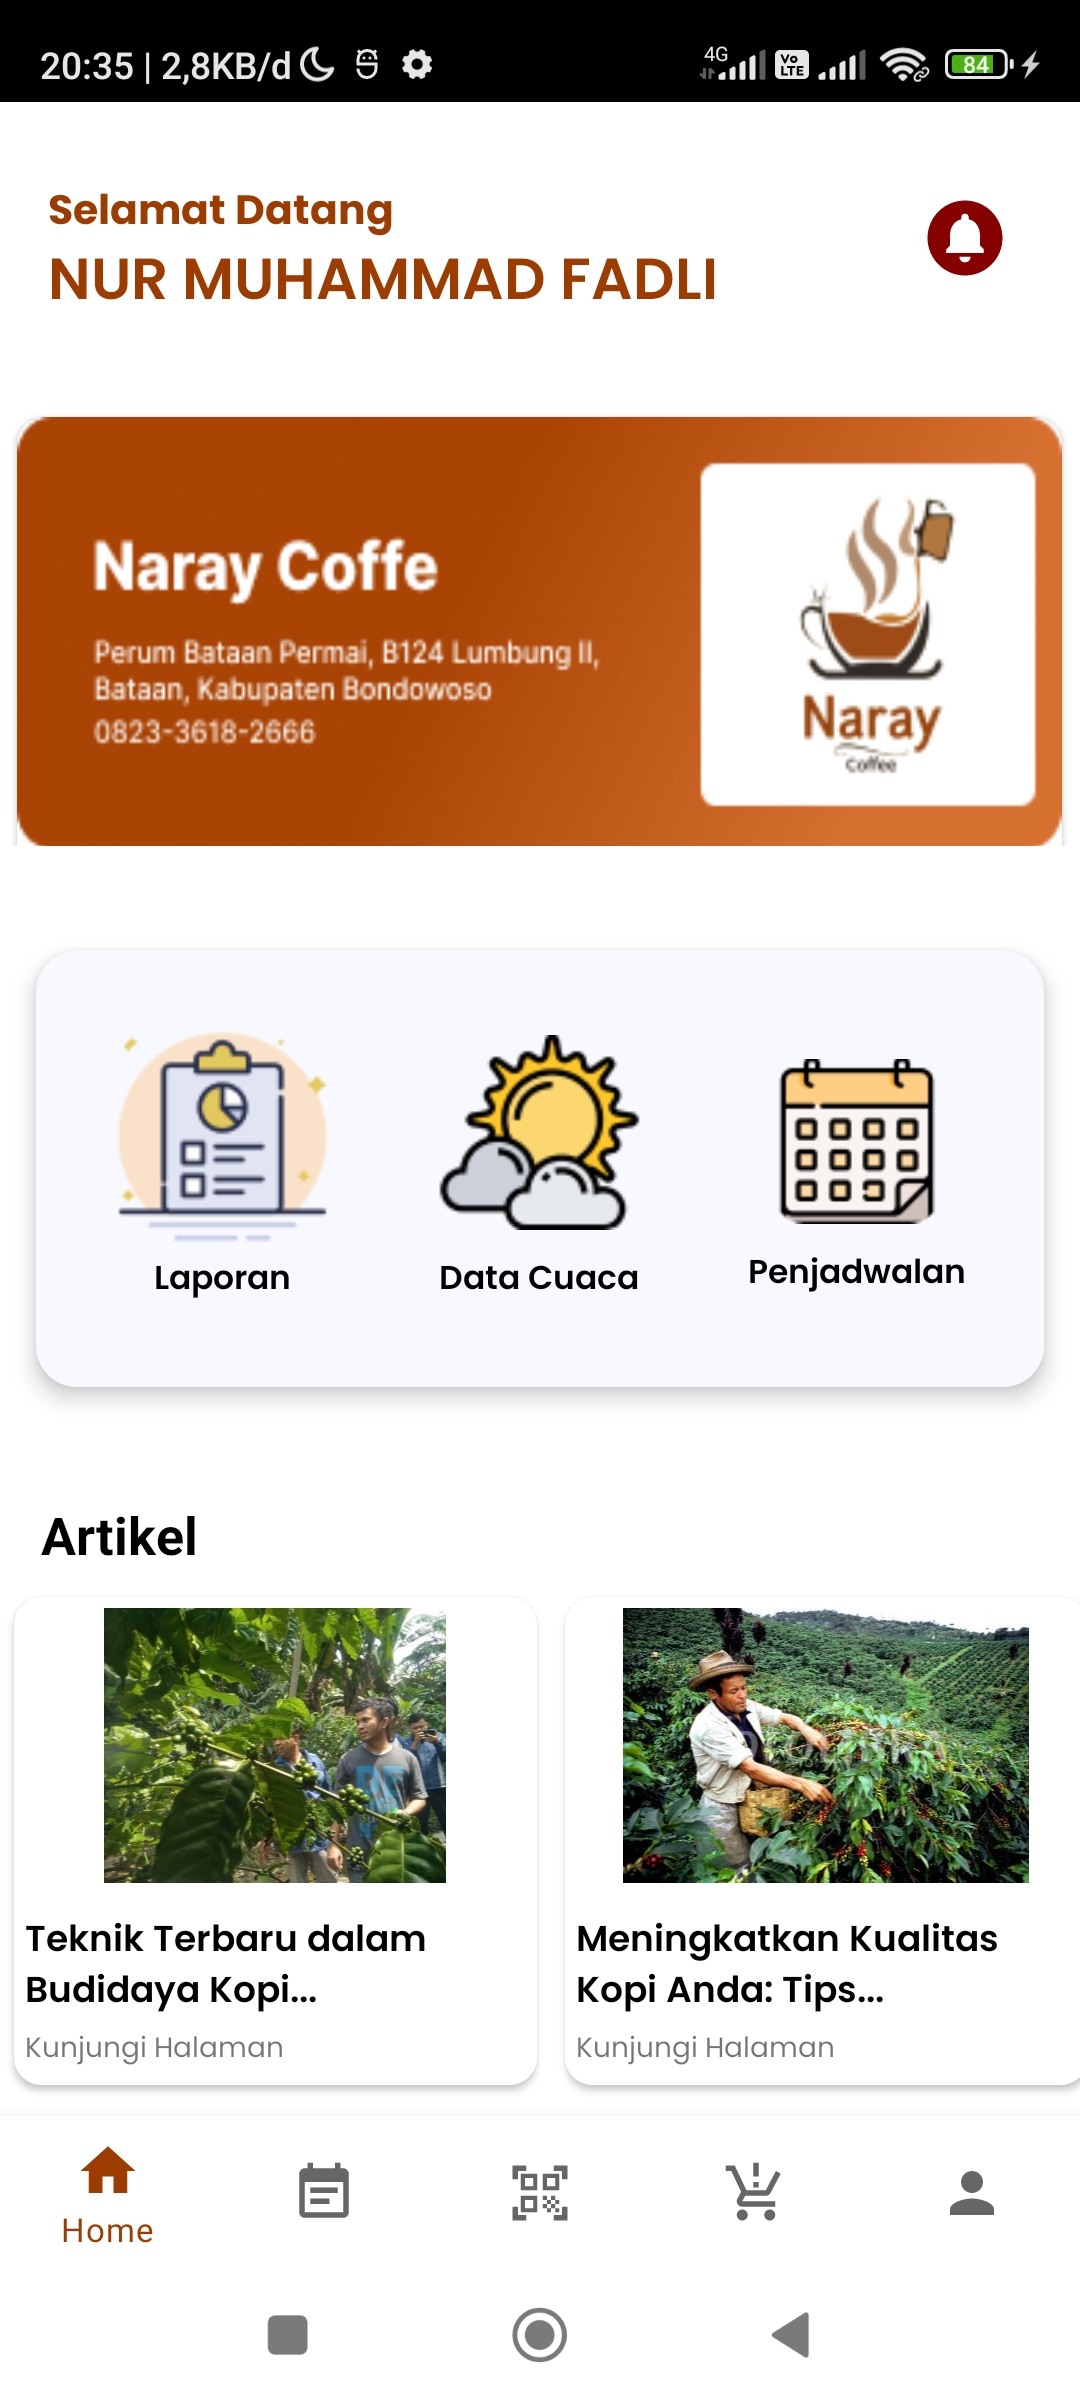 20:35 | 2,8KB/d
4G
Vo
LTE
84
Selamat Datang
NUR MUHAMMAD FADLI
Naray Coffe
Perum Bataan Permai, B124 Lumbung II,
Bataan, Kabupaten Bondowoso
0823-3618-2666
Naray
Coffee
Laporan
Data Cuaca
Penjadwalan
Artikel
Teknik Terbaru dalam
Budidaya Kopi...
Kunjungi Halaman
Meningkatkan Kualitas
Kopi Anda: Tips...
Kunjungi Halaman
Home